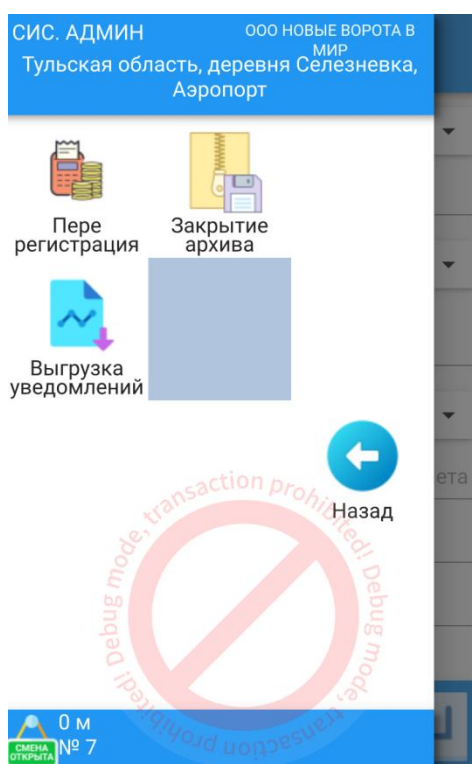 СИС. АДМИН
ООО НОВЫЕ ВОРОТА В
МИР
Тульская область, деревня Селезневка,
Аэропорт
Пере
регистрация
Закрытие
архива
Выгрузка
уведомлений
ета
Назад
Debug mode, transaction prohibited! Debug mode, transaction prohibited!
0 м
№ 7
СМЕНА
ОТКРЫТА